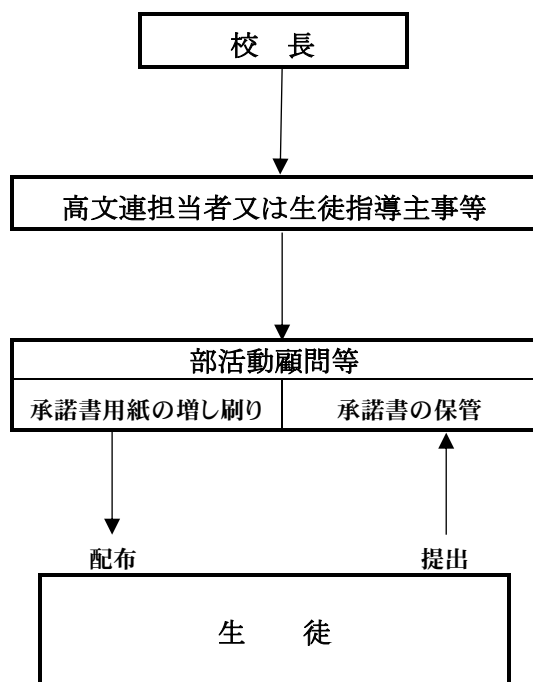 校　長
高文連担当者又は生徒指導主事等
部活動顧問等
承諾書用紙の増し刷り　承諾書の保管
配布　提出
生　　徒